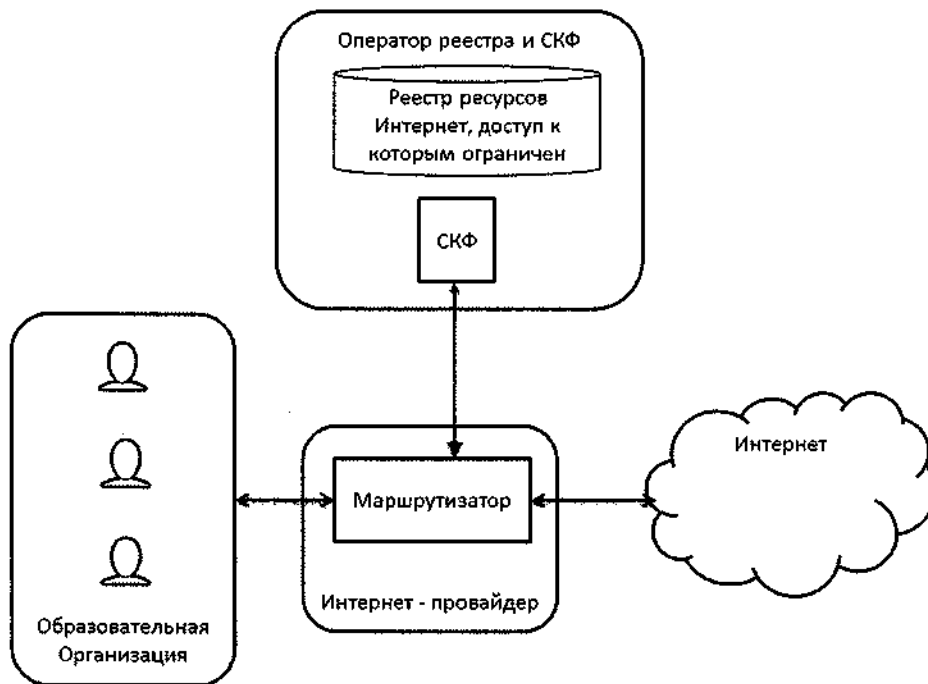 Оператор реестра и СКФ
Реестр ресурсов
Интернет, доступ к
которым ограничен
СКФ
Интернет
Маршрутизатор
Интернет - провайдер
Образовательная
Организация